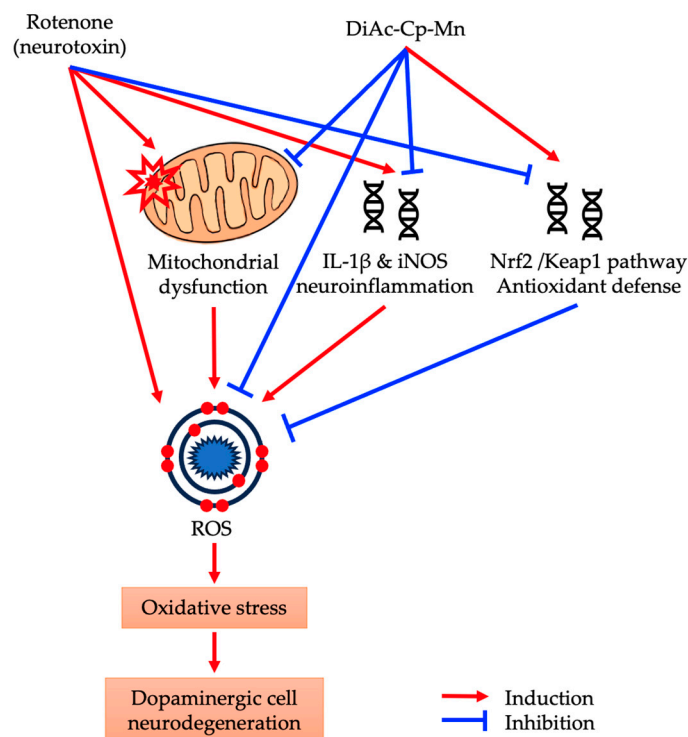 Rotenone
(neurotoxin)
DiAc-Cp-Mn
Mitochondrial
dysfunction
IL-1β & iNOS
neuroinflammation
Nrf2 /Keap1 pathway
Antioxidant defense
ROS
Oxidative stress
Dopaminergic cell
neurodegeneration
Induction
Inhibition